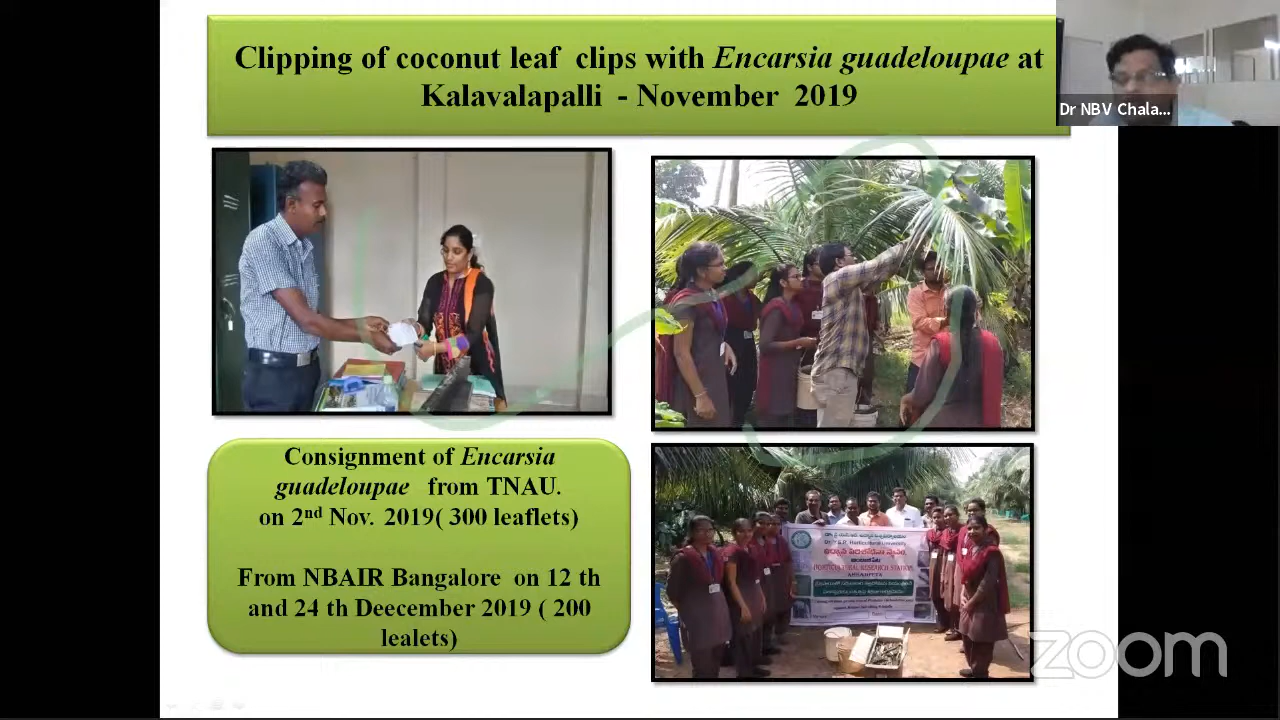 Clipping of coconut leaf clips with Encarsia guadeloupae at
Kalavalapalli - November 2019
Dr NBV Chala...
Consignment of Encarsia
guadeloupae from TNAU.
on 2nd Nov. 2019( 300 leaflets)
From NBAIR Bangalore on 12 th
and 24 th Deecember 2019 ( 200
lealets)
HORTICULTURAL RESEARCH STATION
AMBAJIPETA
zoom